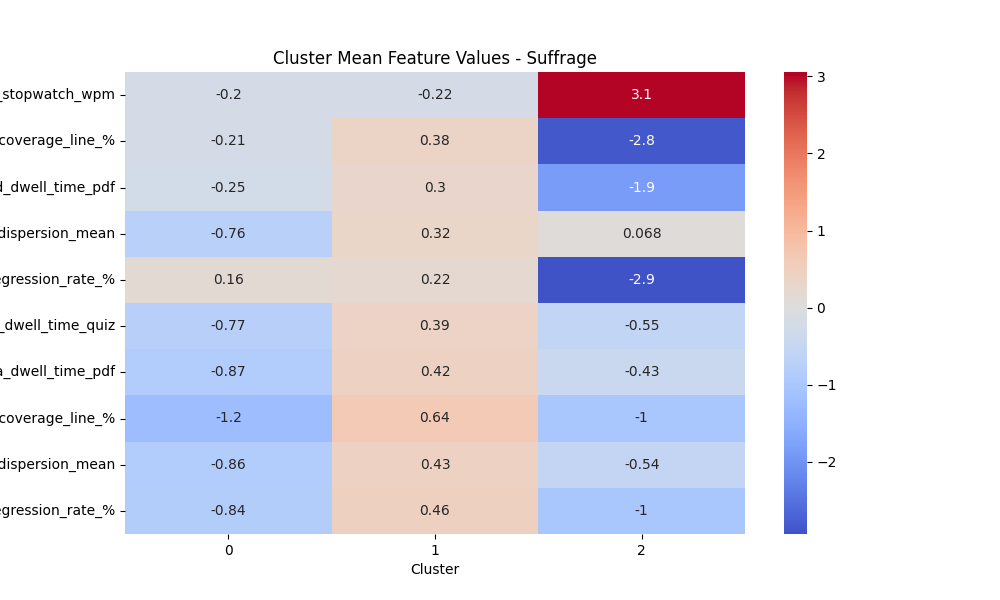 Cluster Mean Feature Values - Suffrage
_stopwatch_wpm -0.2 -0.22 3.1
coverage_line_% -0.21 0.38 -2.8
d_dwell_time_pdf -0.25 0.3 -1.9
dispersion_mean -0.76 0.32 0.068
egression_rate_% 0.16 0.22 -2.9
_dwell_time_quiz -0.77 0.39 -0.55
a_dwell_time_pdf -0.87 0.42 -0.43
coverage_line_% -1.2 0.64 -1
dispersion_mean -0.86 0.43 -0.54
egression_rate_% -0.84 0.46 -1
0 1 2
Cluster
3
2
1
0
−1
−2